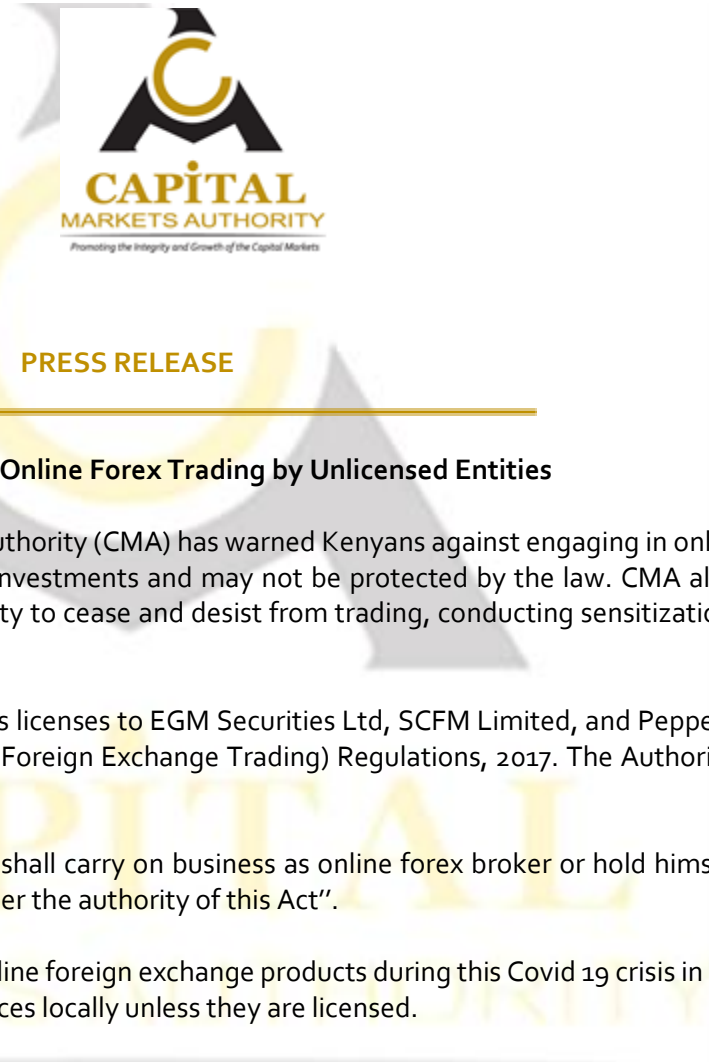 CAPİTAL
MARKETS AUTHORITY
Promoting the Integrity and Growth of the Capital Markets
PRESS RELEASE
Online Forex Trading by Unlicensed Entities
uthority (CMA) has warned Kenyans against engaging in onl
nvestments and may not be protected by the law. CMA al
ty to cease and desist from trading, conducting sensitizatio
s licenses to EGM Securities Ltd, SCFM Limited, and Peppe
Foreign Exchange Trading) Regulations, 2017. The Authori
shall carry on business as online forex broker or hold hims
er the authority of this Act’’.
line foreign exchange products during this Covid 19 crisis in
ces locally unless they are licensed.